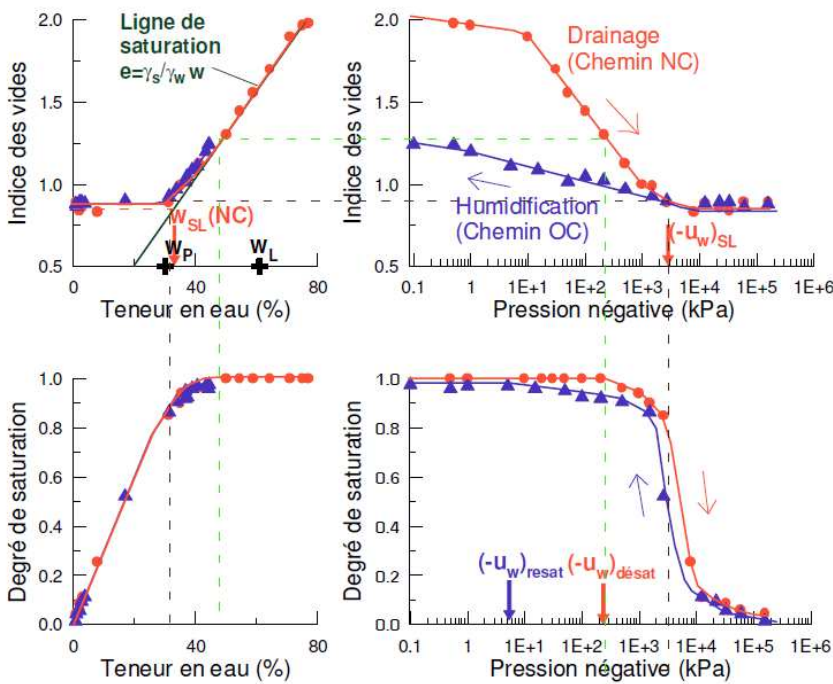 Indice des vides
2.0
1.5
1.0
0.5
Ligne de
saturation
e=γs/γw w
wSL(NC)
wP
wL
0
40
80
Teneur en eau (%)
Indice des vides
2.0
1.5
1.0
0.5
Drainage
(Chemin NC)
Humidification
(Chemin OC)
(-uw)SL
1
1E+1
1E+2
1E+3
1E+4
1E+5
1E+6
Pression négative (kPa)
Degré de saturation
1.0
0.8
0.6
0.4
0.2
0.0
0
40
80
Teneur en eau (%)
Degré de saturation
1.0
0.8
0.6
0.4
0.2
0.0
(-uw)resat
(-uw)désat
0.1
1
1E+1
1E+2
1E+3
1E+4
1E+5
1E+6
Pression négative (kPa)